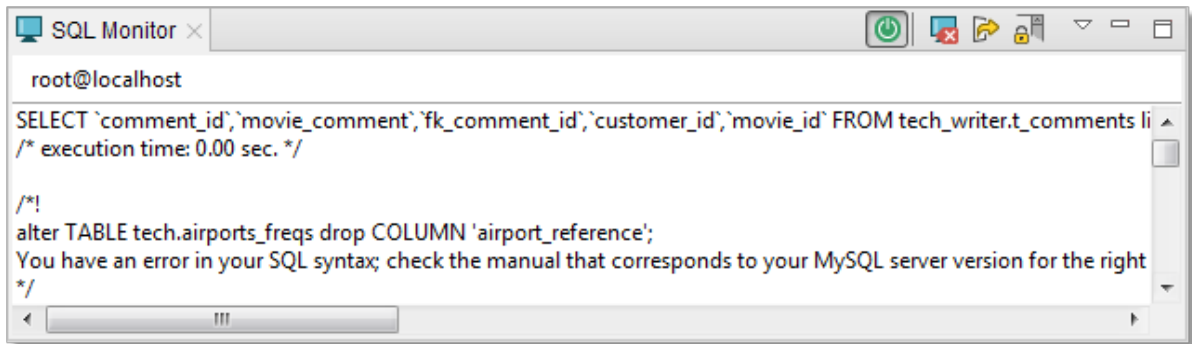 SQL Monitor
root@localhost
SELECT `comment_id`,`movie_comment`,`fk_comment_id`,`customer_id`,`movie_id` FROM tech_writer.t_comments li
/* execution time: 0.00 sec. */
/*!
alter TABLE tech.airports_freqs drop COLUMN 'airport_reference';
You have an error in your SQL syntax; check the manual that corresponds to your MySQL server version for the right
*/